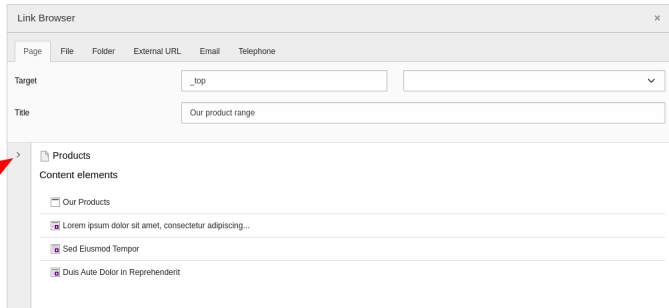 Link Browser ×
Page File Folder External URL Email Telephone
Target _top
Title Our product range
Products
Content elements
Our Products
Lorem ipsum dolor sit amet, consectetur adipiscing...
Sed Eiusmod Tempor
Duis Aute Dolor in Reprehenderit